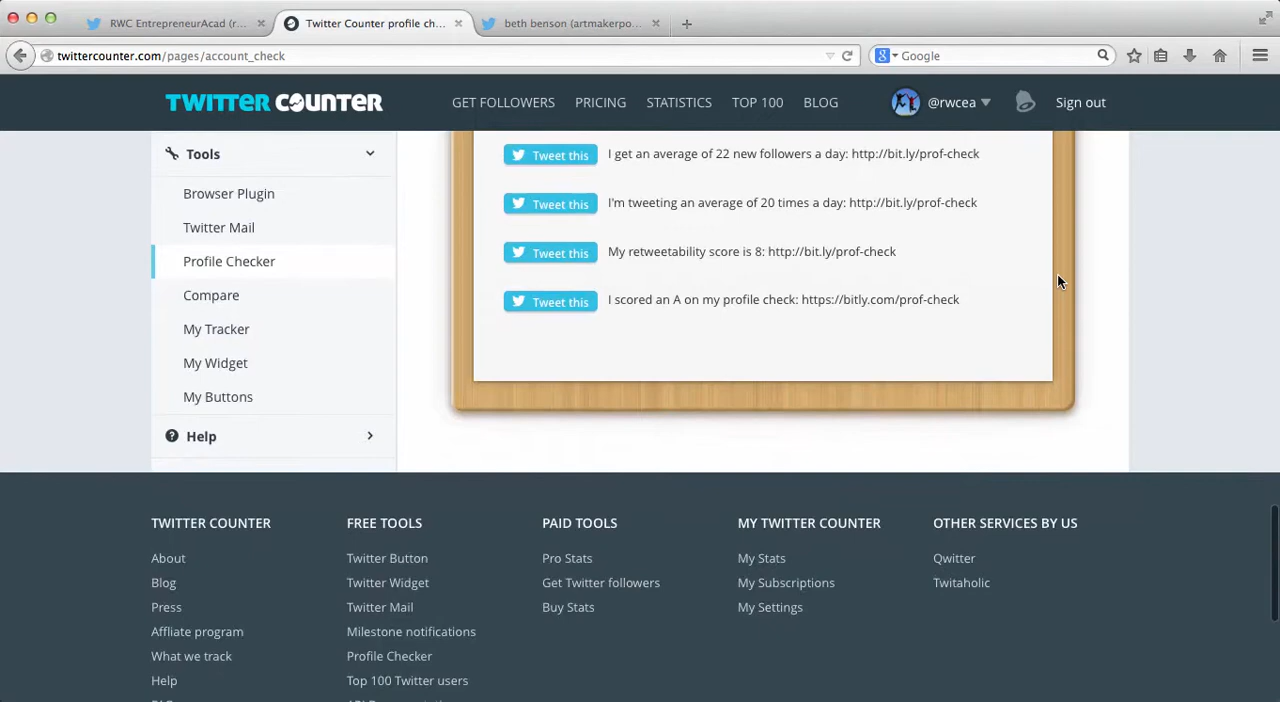 RWC EntrepreneurAcad (r...
Twitter Counter profile ch...
beth benson (artmakerpo...
twittercounter.com/pages/account_check
Google
TWITTER COUNTER
GET FOLLOWERS
PRICING
STATISTICS
TOP 100
BLOG
@rwcea
Sign out
Tools
Browser Plugin
Twitter Mail
Profile Checker
Compare
My Tracker
My Widget
My Buttons
Help
Tweet this I get an average of 22 new followers a day: http://bit.ly/prof-check
Tweet this I'm tweeting an average of 20 times a day: http://bit.ly/prof-check
Tweet this My retweetability score is 8: http://bit.ly/prof-check
Tweet this I scored an A on my profile check: https://bitly.com/prof-check
TWITTER COUNTER
About
Blog
Press
Affliate program
What we track
Help
FREE TOOLS
Twitter Button
Twitter Widget
Twitter Mail
Milestone notifications
Profile Checker
Top 100 Twitter users
PAID TOOLS
Pro Stats
Get Twitter followers
Buy Stats
MY TWITTER COUNTER
My Stats
My Subscriptions
My Settings
OTHER SERVICES BY US
Qwitter
Twitaholic